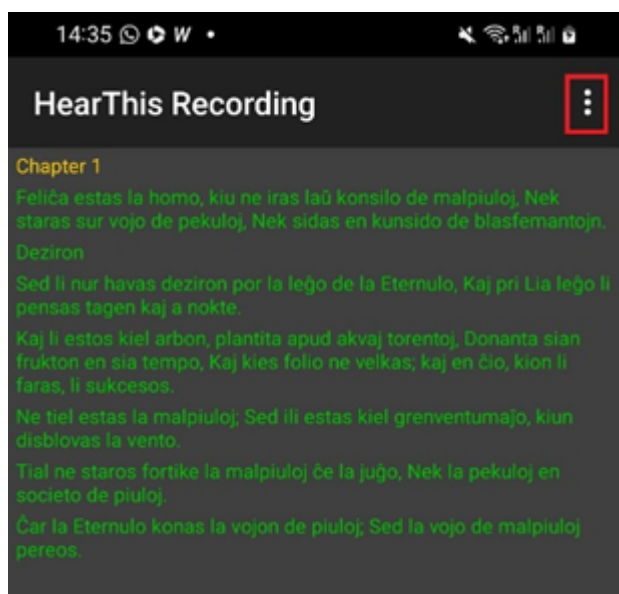 14:35 W
HearThis Recording
Chapter 1
Feliĉa estas la homo, kiu ne iras laŭ konsilo de malpiuloj, Nek
staras sur vojo de pekuloj, Nek sidas en kunsido de blasfemantojn.
Deziron
Sed li nur havas deziron por la leĝo de la Eternulo, Kaj pri Lia leĝo li
pensas tagen kaj a nokte.
Kaj li estos kiel arbon, plantita apud akvaj torentoj, Donanta sian
frukton en sia tempo, Kaj kies folio ne velkas; kaj en ĉio, kion li
faras, li sukcesos.
Ne tiel estas la malpiuloj; Sed ili estas kiel grenventumaĵo, kiun
disblovas la vento.
Tial ne staros fortike la malpiuloj ĉe la juĝo, Nek la pekuloj en
societo de piuloj.
Ĉar la Eternulo konas la vojon de piuloj; Sed la vojo de malpiuloj
pereos.